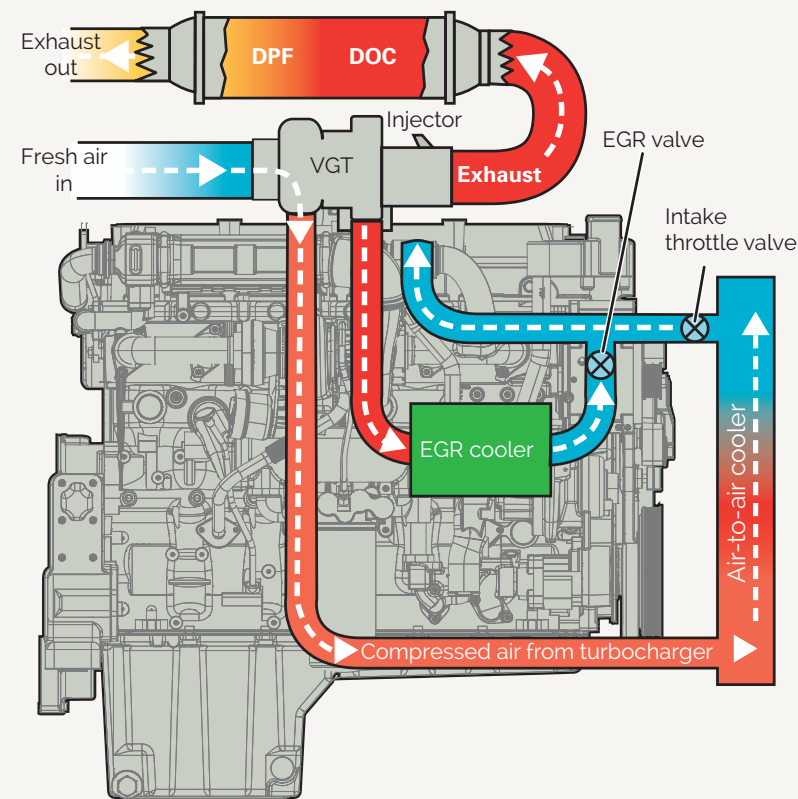 Exhaust
out
DPF
DOC
Injector
EGR valve
Fresh air
in
VGT
Exhaust
Intake
throttle valve
EGR cooler
Air-to-air cooler
Compressed air from turbocharger